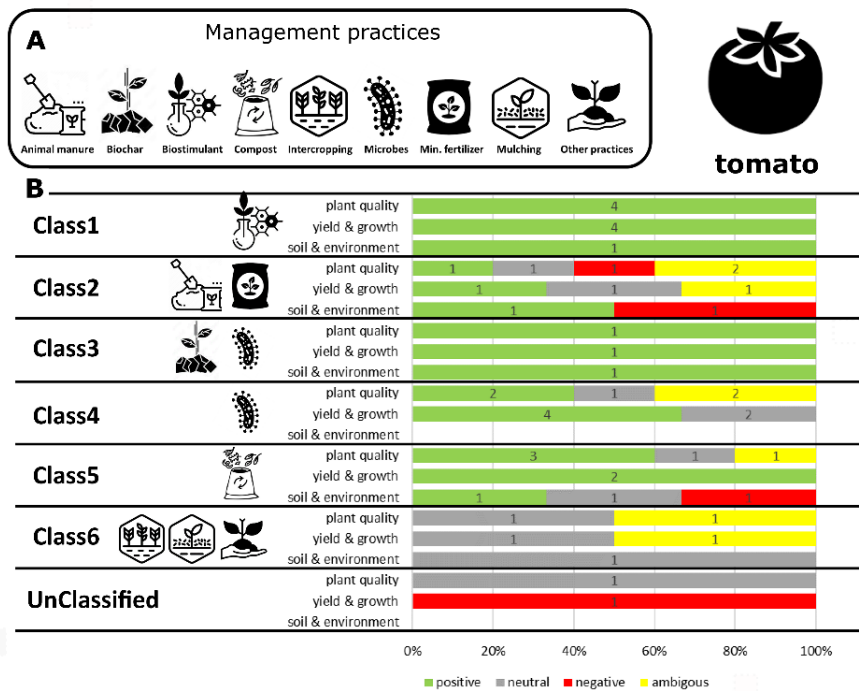 A
Management practices
Animal manure Biochar Biostimulant Compost Intercropping Microbes Min. fertilizer Mulching Other practices
tomato
B
Class1
plant quality 4
yield & growth 4
soil & environment 1
Class2
plant quality 1 1 1 2
yield & growth 1 1 1
soil & environment 1 1
Class3
plant quality 1
yield & growth 1
soil & environment 1
Class4
plant quality 2 1 2
yield & growth 4 2
soil & environment
Class5
plant quality 3 1 1
yield & growth 2
soil & environment 1 1 1
Class6
plant quality 1 1
yield & growth 1 1
soil & environment 1
UnClassified
plant quality 1
yield & growth 1
soil & environment
0% 20% 40% 60% 80% 100%
positive neutral negative ambigous